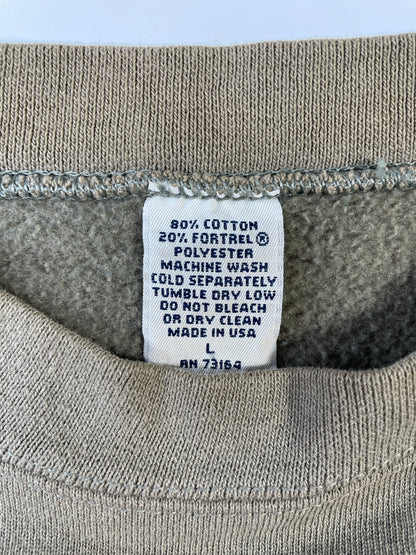 80% COTTON
20% FORTREL®
POLYESTER
MACHINE WASH
COLD SEPARATELY
TUMBLE DRY LOW
DO NOT BLEACH
OR DRY CLEAN
MADE IN USA
L
RN 73164